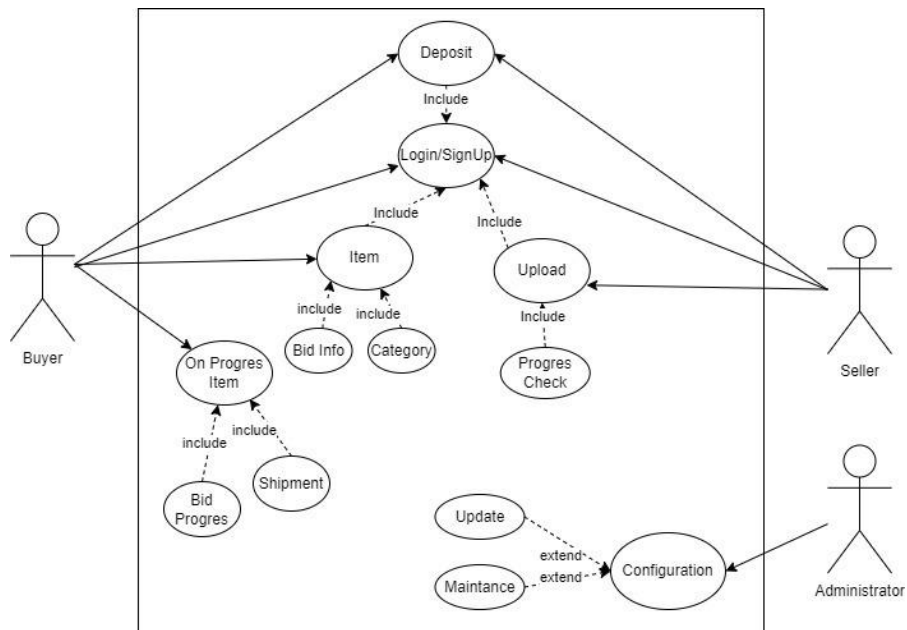 Deposit
Include
Login/SignUp
Include
Include
Item
Upload
include
include
Include
Bid Info
Category
Progres
Check
Buyer
On Progres
Item
Seller
include
include
Bid
Progres
Shipment
Update
extend
Configuration
extend
Maintance
Administrator